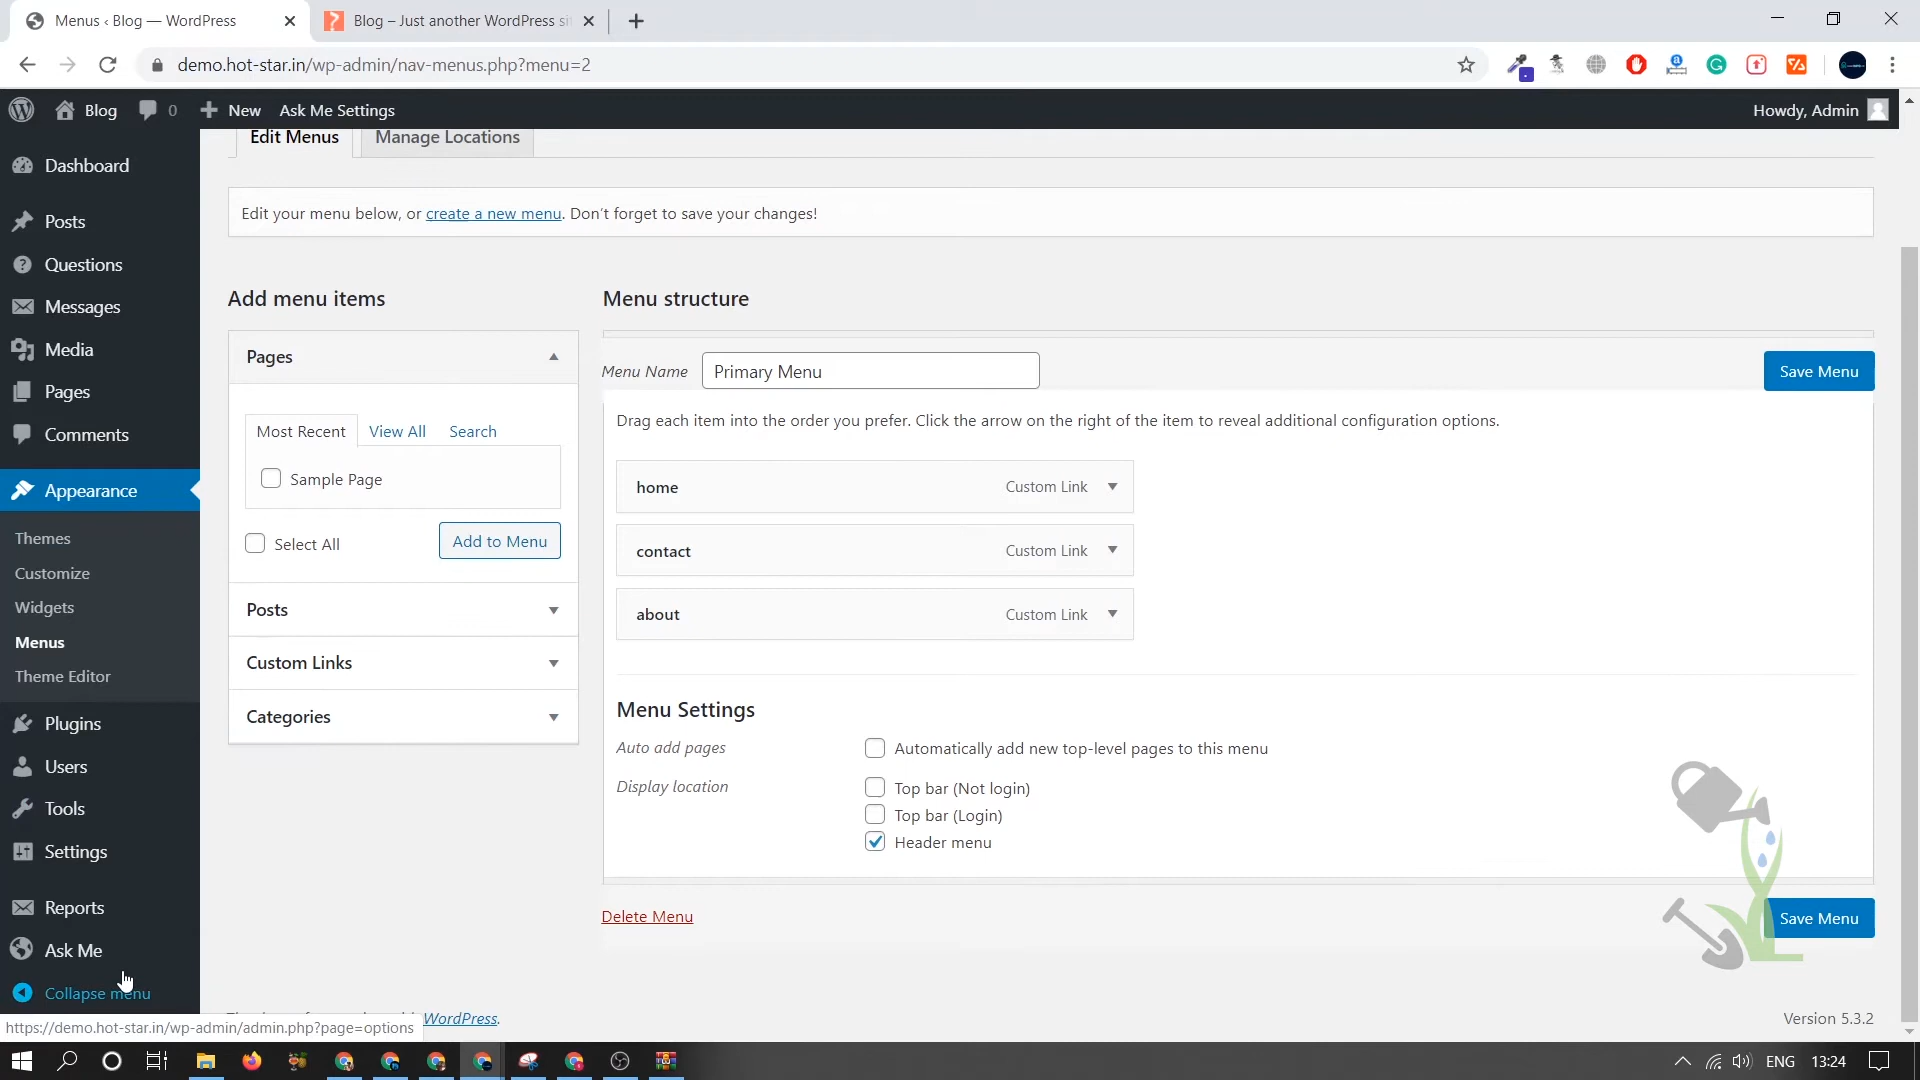 Menus ‹ Blog — WordPress
Blog – Just another WordPress si
demo.hot-star.in/wp-admin/nav-menus.php?menu=2
Blog
0
New
Ask Me Settings
Howdy, Admin
Edit Menus
Manage Locations
Dashboard
Posts
Questions
Messages
Media
Pages
Comments
Appearance
Themes
Customize
Widgets
Menus
Theme Editor
Plugins
Users
Tools
Settings
Reports
Ask Me
Collapse menu
Edit your menu below, or create a new menu. Don't forget to save your changes!
Add menu items
Pages
Most Recent
View All
Search
Sample Page
Select All
Add to Menu
Posts
Custom Links
Categories
Menu structure
Menu Name
Primary Menu
Save Menu
Drag each item into the order you prefer. Click the arrow on the right of the item to reveal additional configuration options.
home
Custom Link
contact
Custom Link
about
Custom Link
Menu Settings
Auto add pages
Automatically add new top-level pages to this menu
Display location
Top bar (Not login)
Top bar (Login)
Header menu
Delete Menu
Save Menu
WordPress.
Version 5.3.2
https://demo.hot-star.in/wp-admin/admin.php?page=options
ENG
13:24